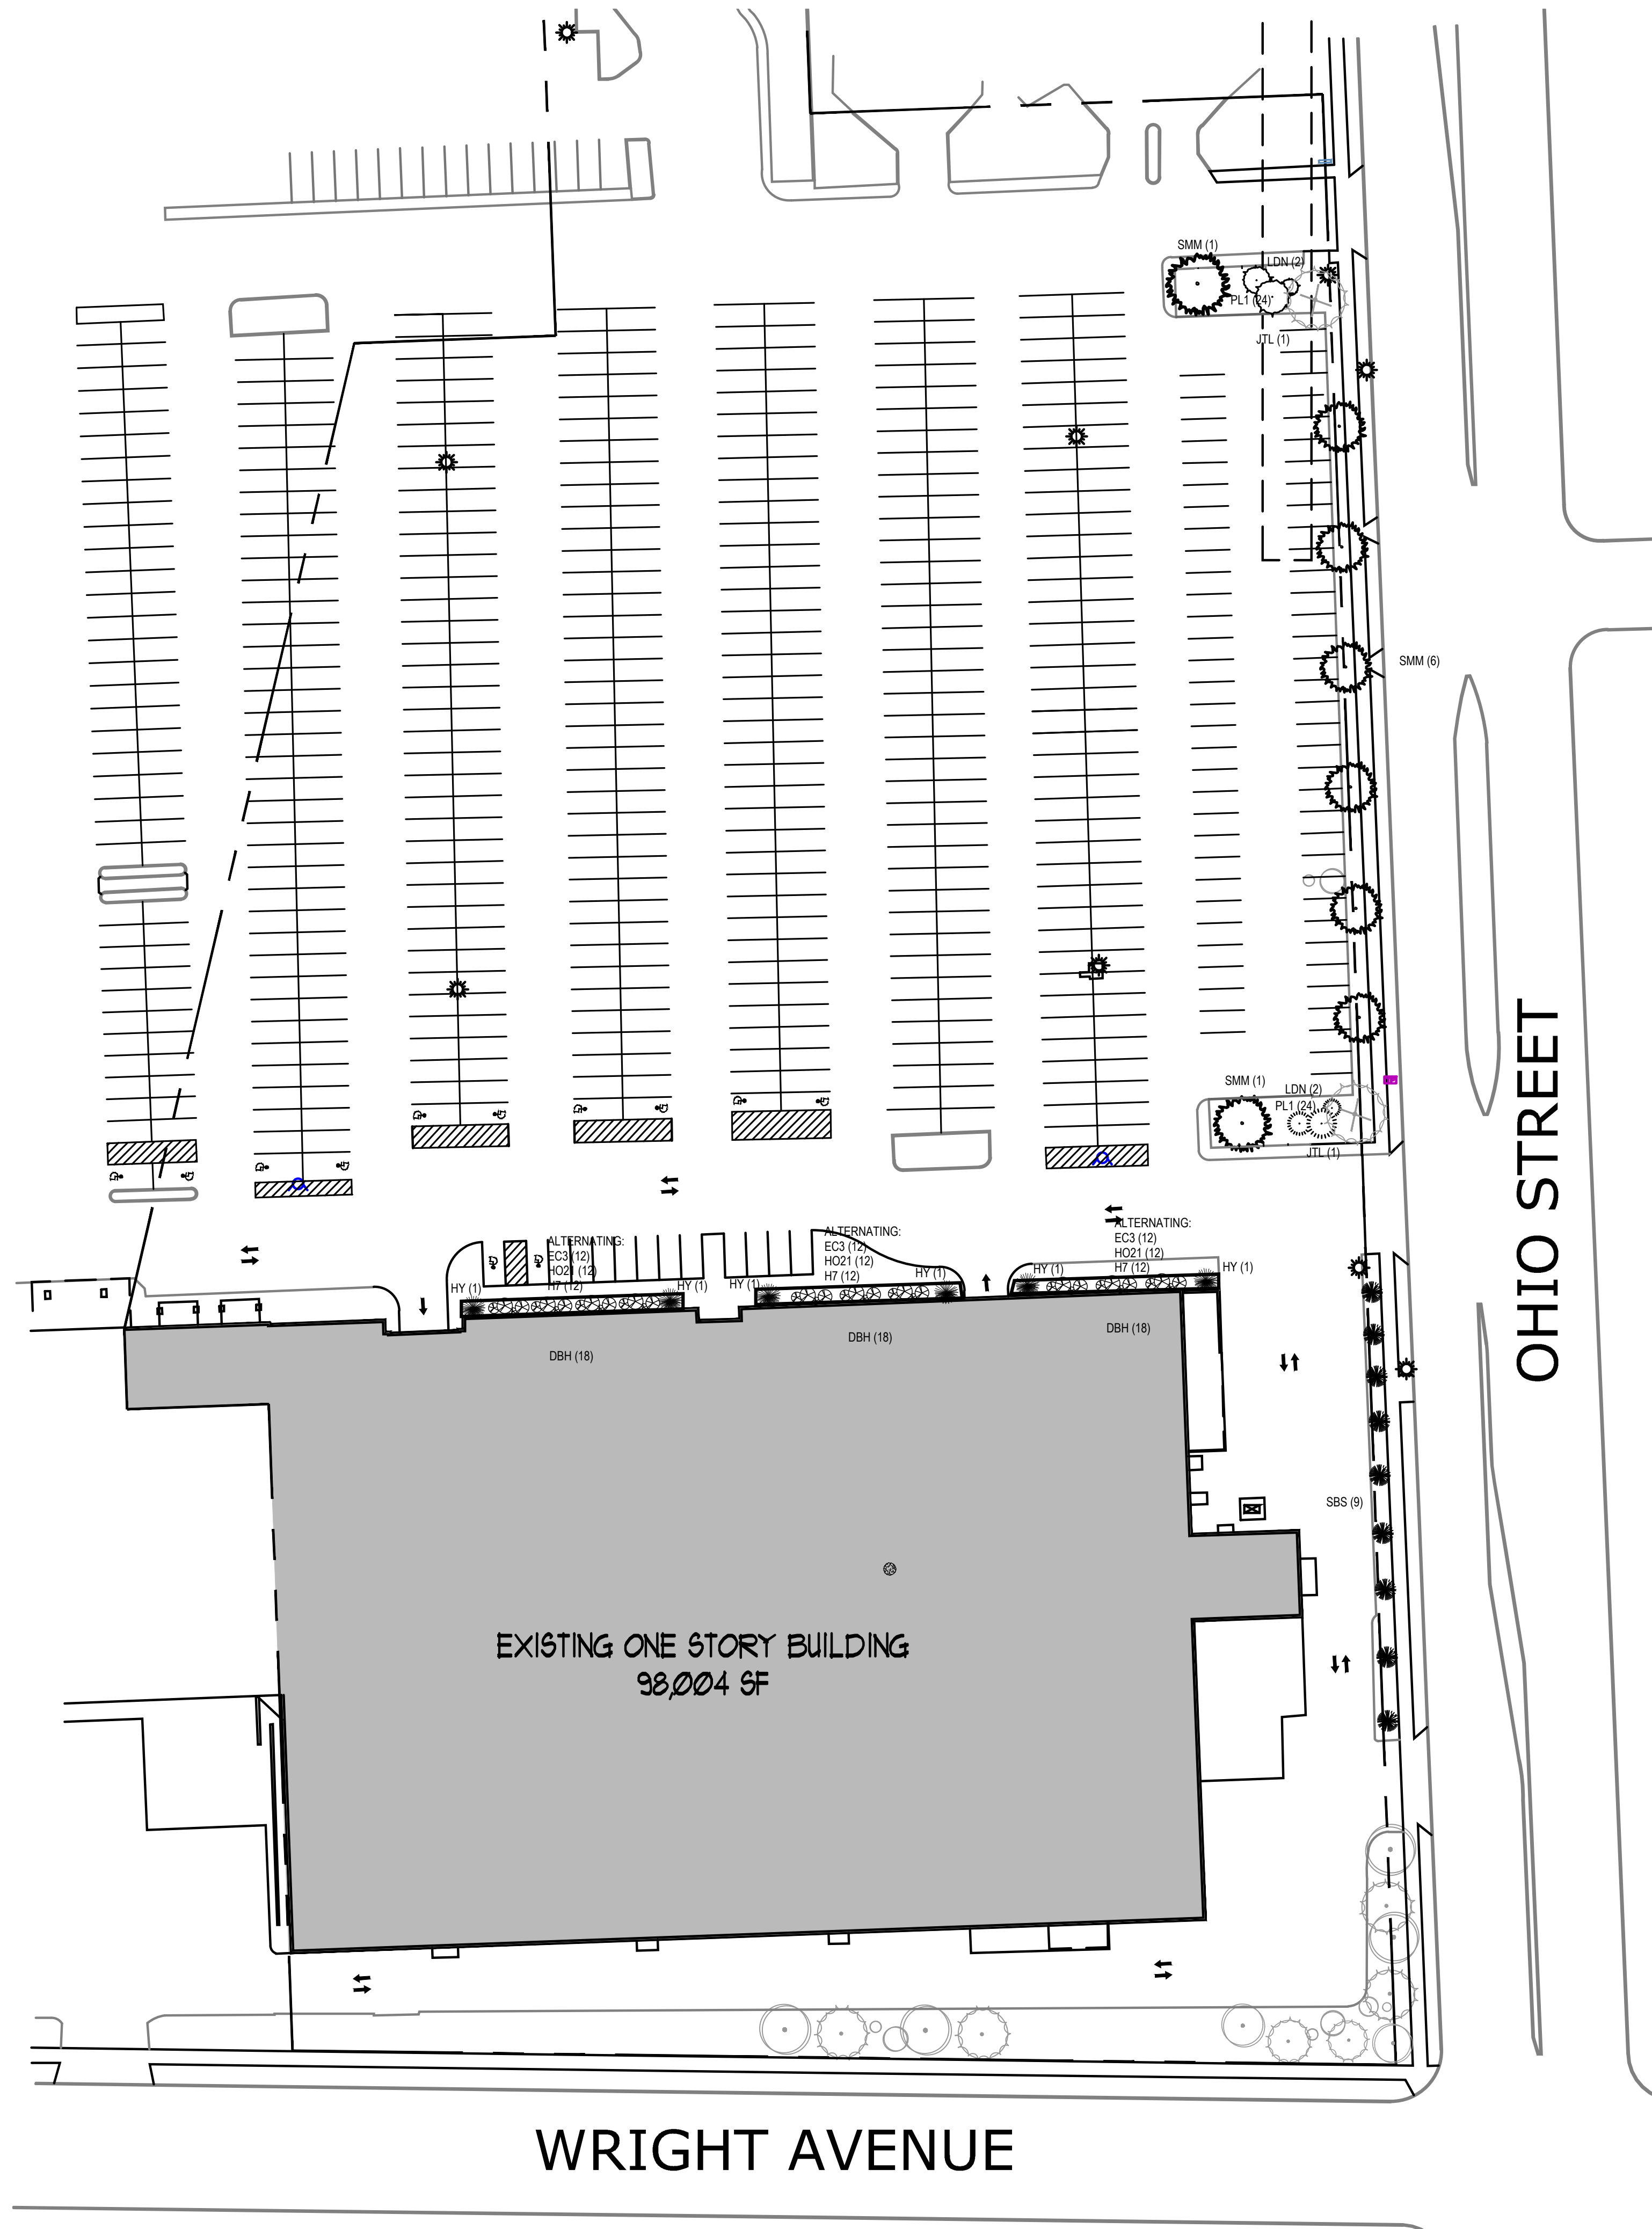 SMM (1)
LDN (2)
PL1 (24)
JTL (1)
SMM (6)
SMM (1)
LDN (2)
PL1 (24)
JTL (1)
OHIO STREET
ALTERNATING:
EC3 (12)
HO21 (12)
H7 (12)
HY (1)
HY (1)
ALTERNATING:
EC3 (12)
HO21 (12)
H7 (12)
HY (1)
HY (1)
ALTERNATING:
EC3 (12)
HO21 (12)
H7 (12)
HY (1)
HY (1)
DBH (18)
DBH (18)
DBH (18)
SBS (9)
EXISTING ONE STORY BUILDING
98,004 SF
WRIGHT AVENUE